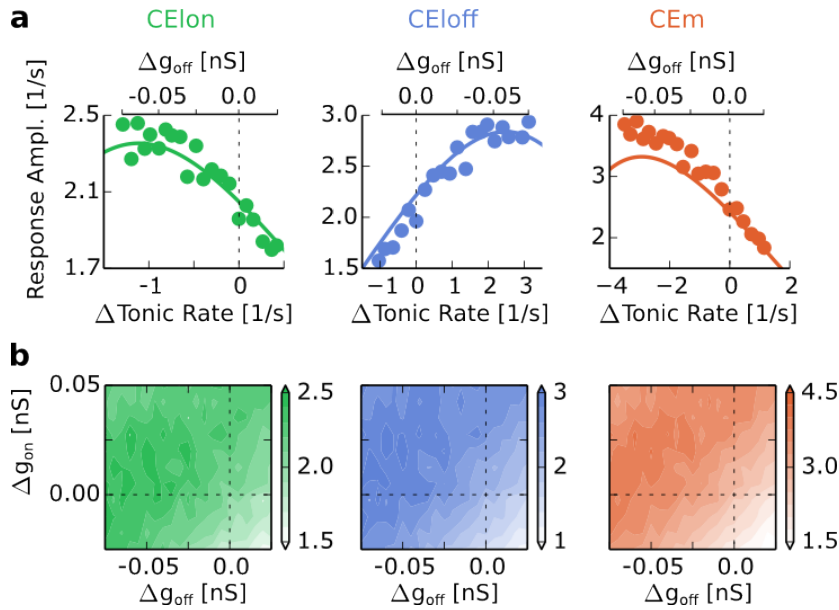 a
CElon CEloff CEm
Δg_off [nS] Δg_off [nS] Δg_off [nS]
-0.05 0.0 0.0 -0.05 -0.05 0.0
Response Ampl. [1/s]
2.5 3.0 4
2.1 2.5 3
2.0 2
1.7 1.5
-1 0 −1 0 1 2 3 −4 −2 0 2
ΔTonic Rate [1/s] ΔTonic Rate [1/s] ΔTonic Rate [1/s]
b
Δg_on [nS]
0.05 2.5 3 4.5
2.0 2 3.0
0.00
1.5 1 1.5
-0.05 0.0 -0.05 0.0 -0.05 0.0
Δg_off [nS] Δg_off [nS] Δg_off [nS]